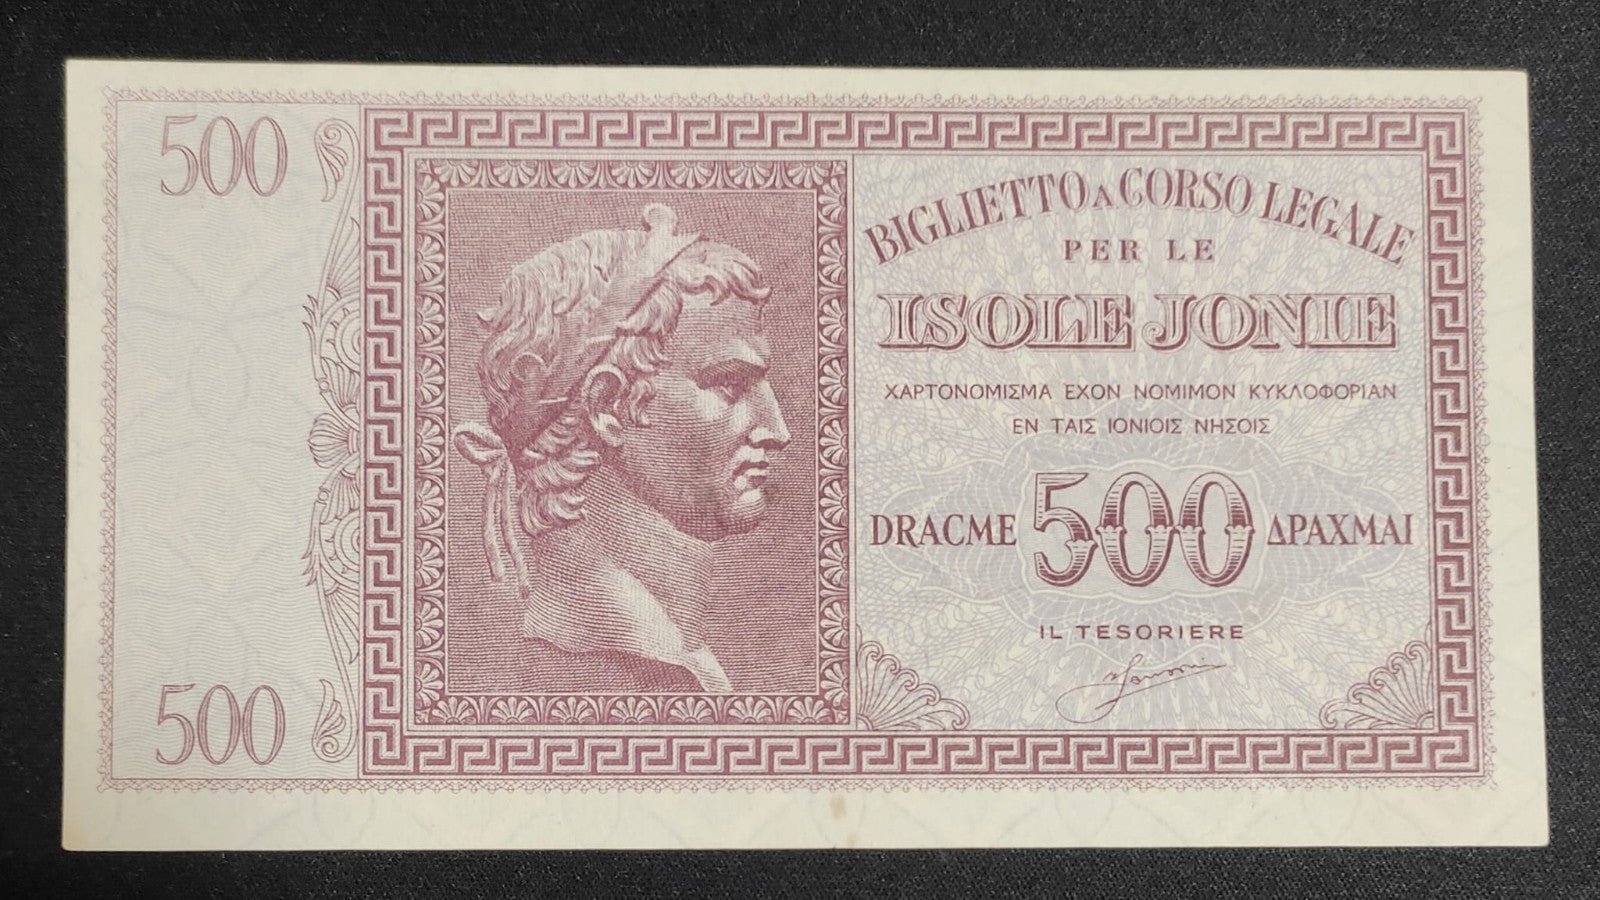 500
BIGLIETTO A CORSO LEGALE
PER LE
ISOLE JONIE
ΧΑΡΤΟΝΟΜΙΣΜΑ ΕΧΟΝ ΝΟΜΙΜΟΝ ΚΥΚΛΟΦΟΡΙΑΝ
ΕΝ ΤΑΙΣ ΙΟΝΙΟΙΣ ΝΗΣΟΙΣ
DRACME 500 ΔΡΑΧΜΑΙ
IL TESORIERE
500